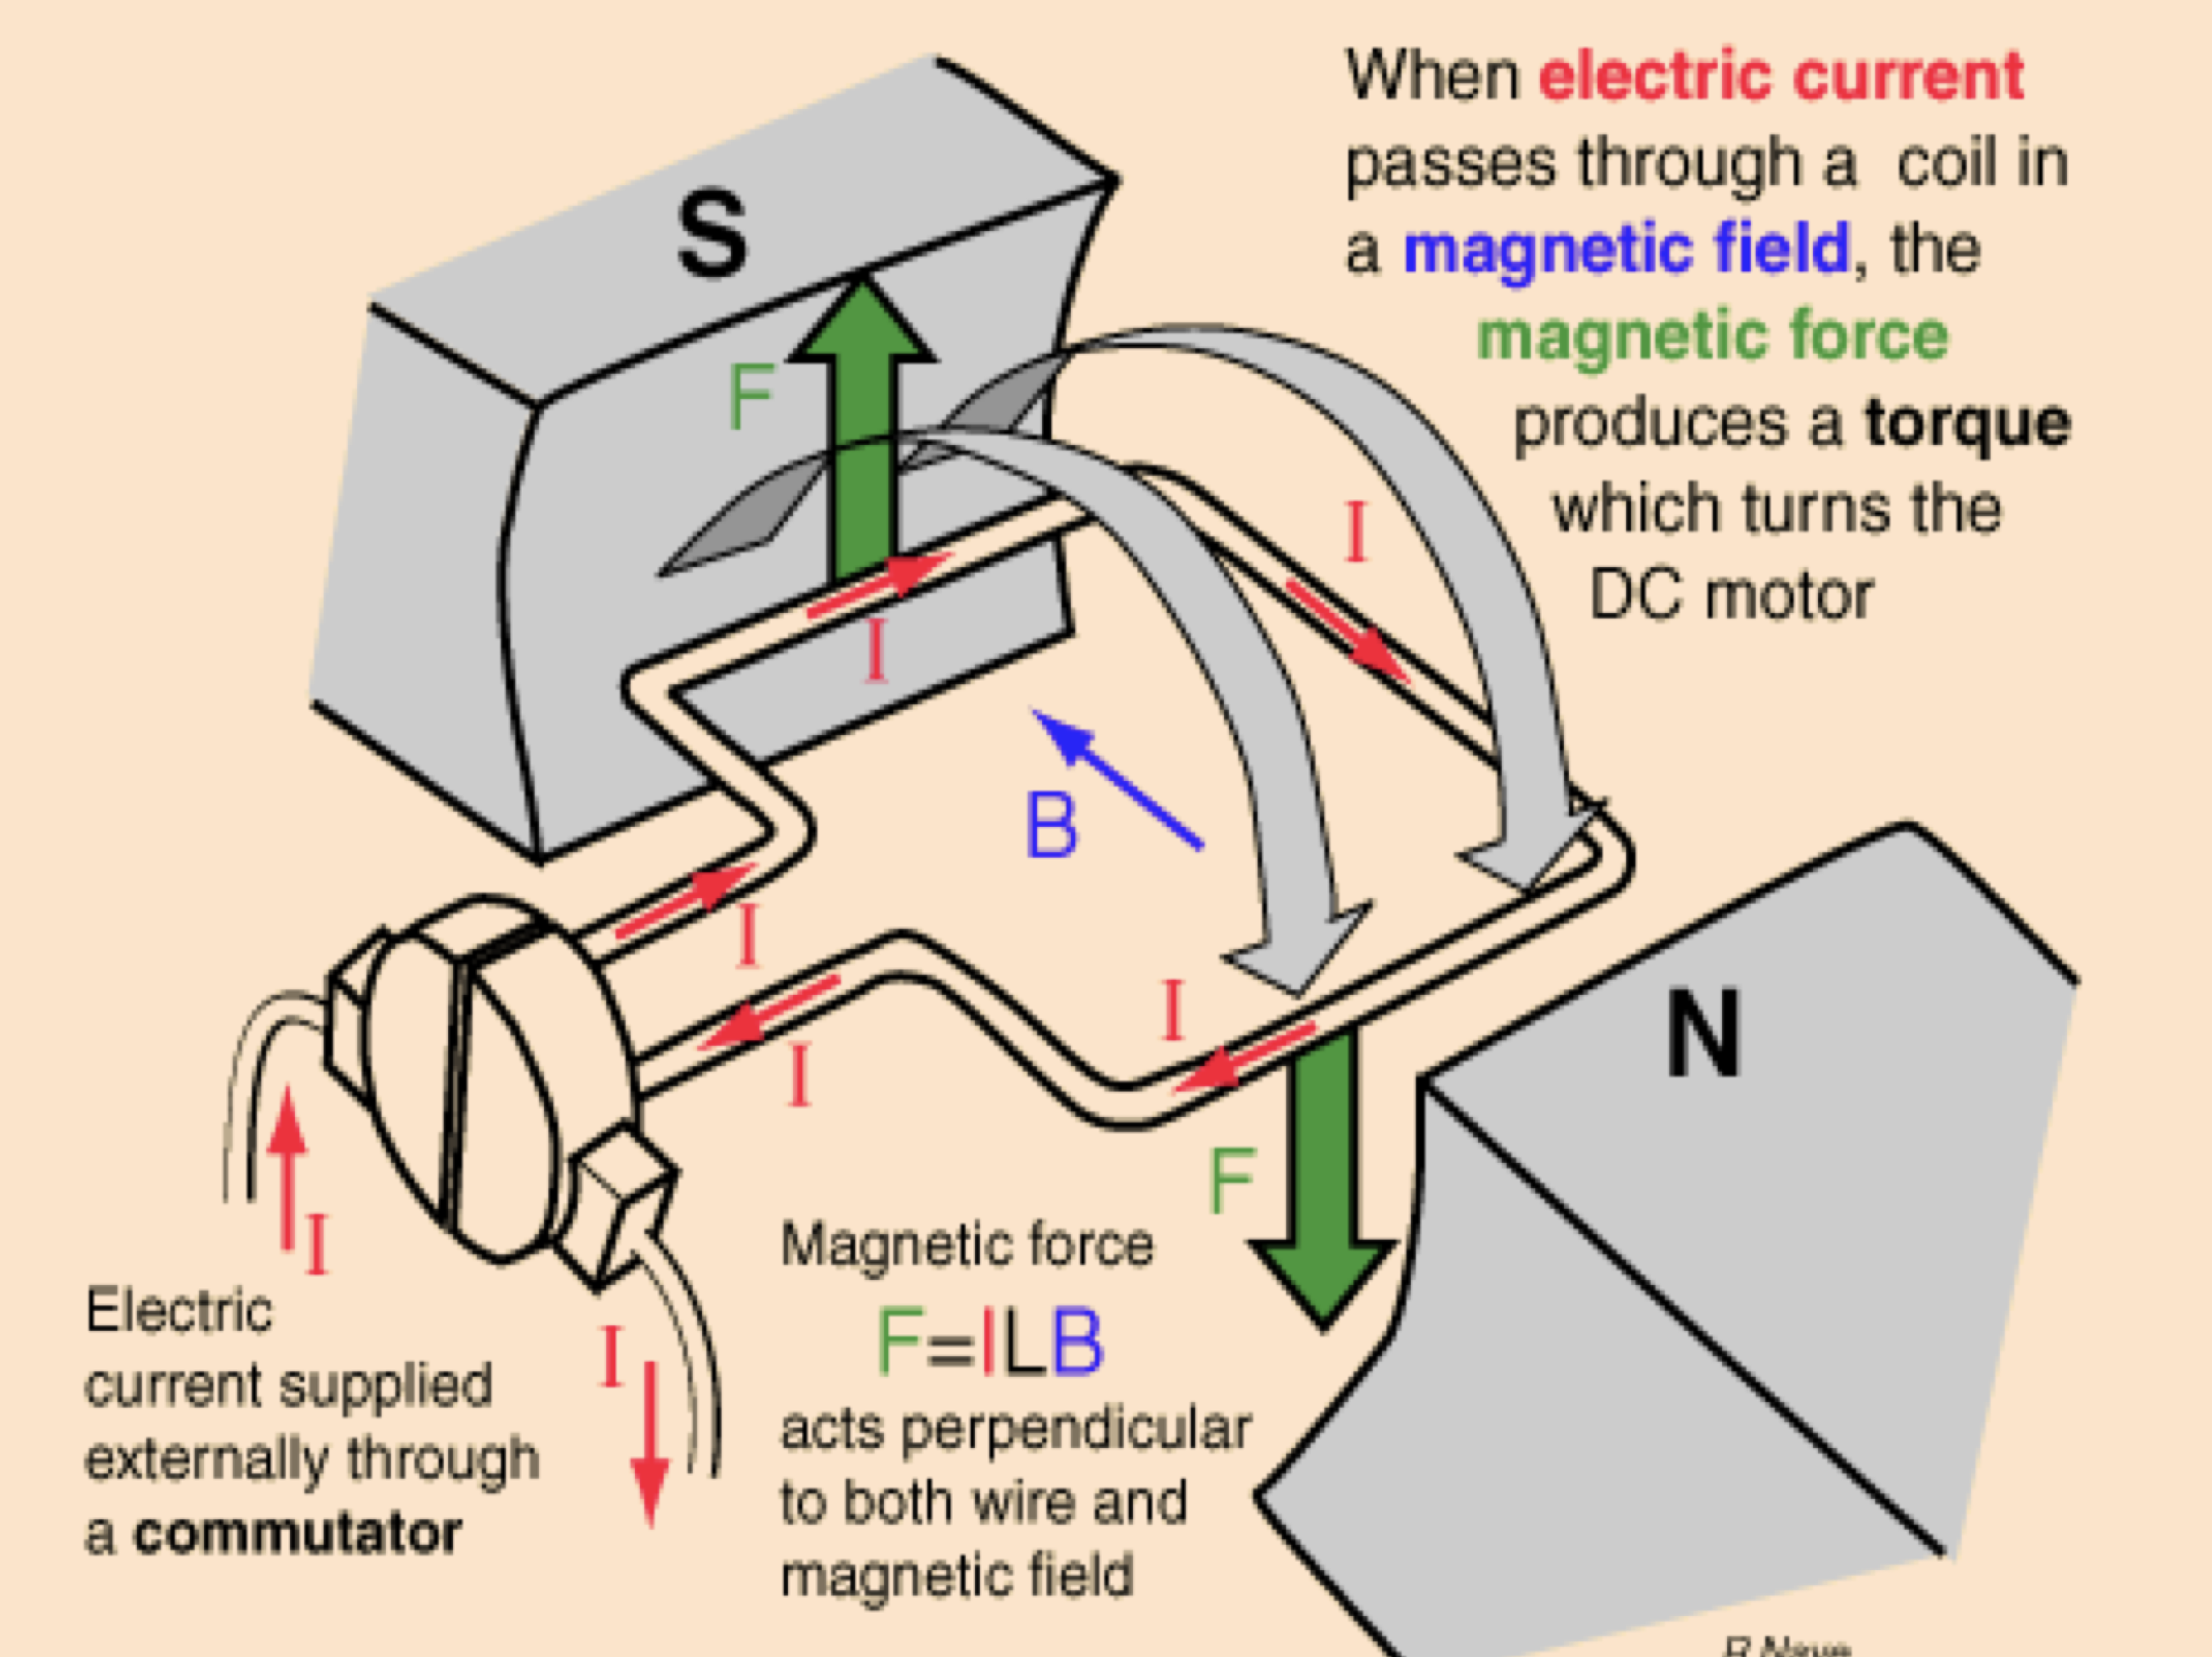 When electric current
passes through a coil in
a magnetic field, the
magnetic force
produces a torque
which turns the
DC motor
S
F
I
I
B
I
I
I
N
F
I
Electric
current supplied
externally through
a commutator
I
Magnetic force
F=ILB
acts perpendicular
to both wire and
magnetic field